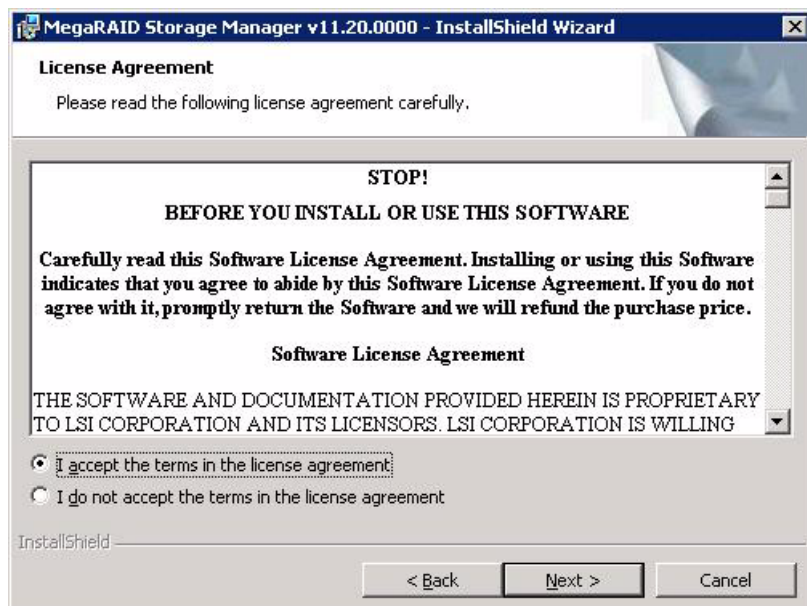 MegaRAID Storage Manager v11.20.0000 - InstallShield Wizard
License Agreement
Please read the following license agreement carefully.
STOP!
BEFORE YOU INSTALL OR USE THIS SOFTWARE
Carefully read this Software License Agreement. Installing or using this Software
indicates that you agree to abide by this Software License Agreement. If you do not
agree with it, promptly return the Software and we will refund the purchase price.
Software License Agreement
THE SOFTWARE AND DOCUMENTATION PROVIDED HEREIN IS PROPRIETARY
TO LSI CORPORATION AND ITS LICENSORS. LSI CORPORATION IS WILLING
I accept the terms in the license agreement
I do not accept the terms in the license agreement
InstallShield
< Back
Next >
Cancel